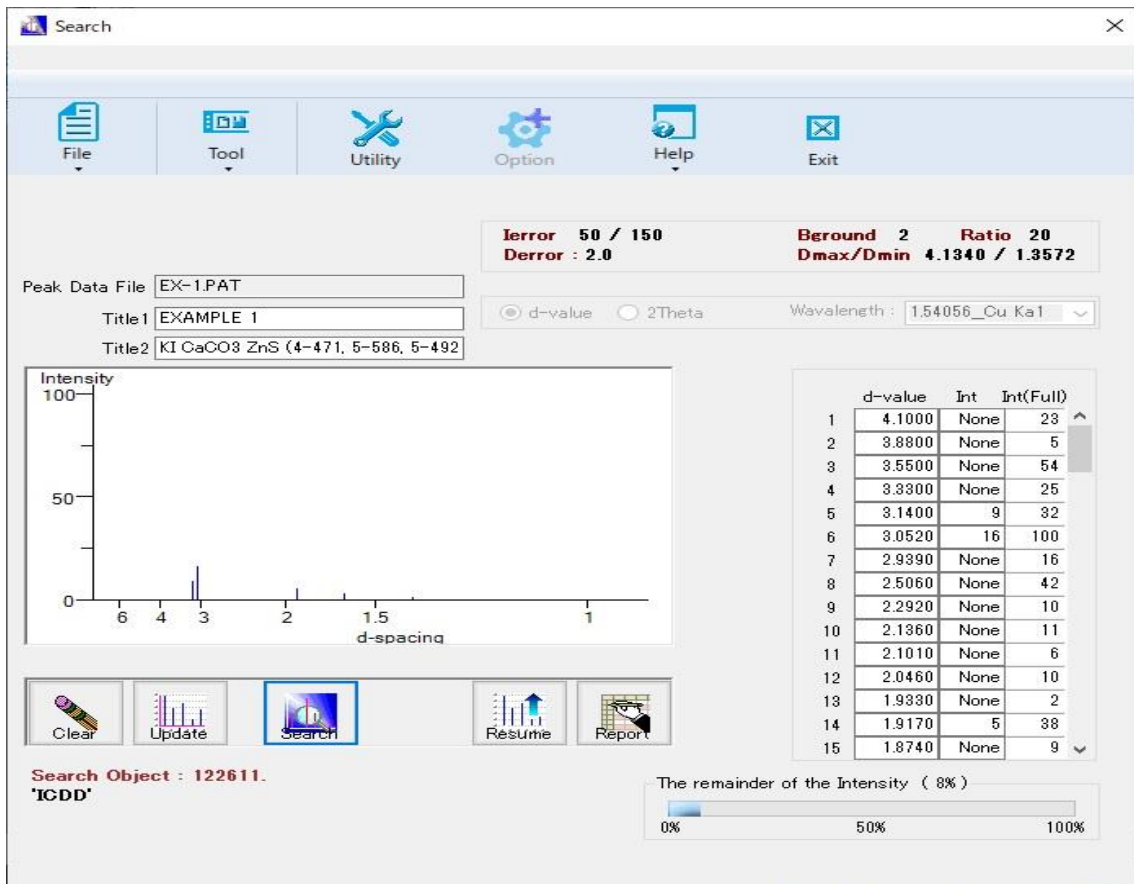 Search
File Tool Utility Option Help Exit
Ierror 50 / 150 Bground 2 Ratio 20
Derror : 2.0 Dmax/Dmin 4.1340 / 1.3572
Peak Data File EX-1.PAT
Title1 EXAMPLE 1
d-value 2Theta Wavalength : 1.54056_Cu Ka1
Title2 KI CaCO3 ZnS (4-471, 5-586, 5-492
Intensity
100
50
0
6 4 3 2 1.5 1
d-spacing
d-value Int Int(Full)
1 4.1000 None 23
2 3.8800 None 5
3 3.5500 None 54
4 3.3300 None 25
5 3.1400 9 32
6 3.0520 16 100
7 2.9390 None 16
8 2.5060 None 42
9 2.2920 None 10
10 2.1360 None 11
11 2.1010 None 6
12 2.0460 None 10
13 1.9330 None 2
14 1.9170 5 38
15 1.8740 None 9
Clear Update Search Resume Report
Search Object : 122611.
'ICDD'
The remainder of the Intensity ( 8% )
0% 50% 100%